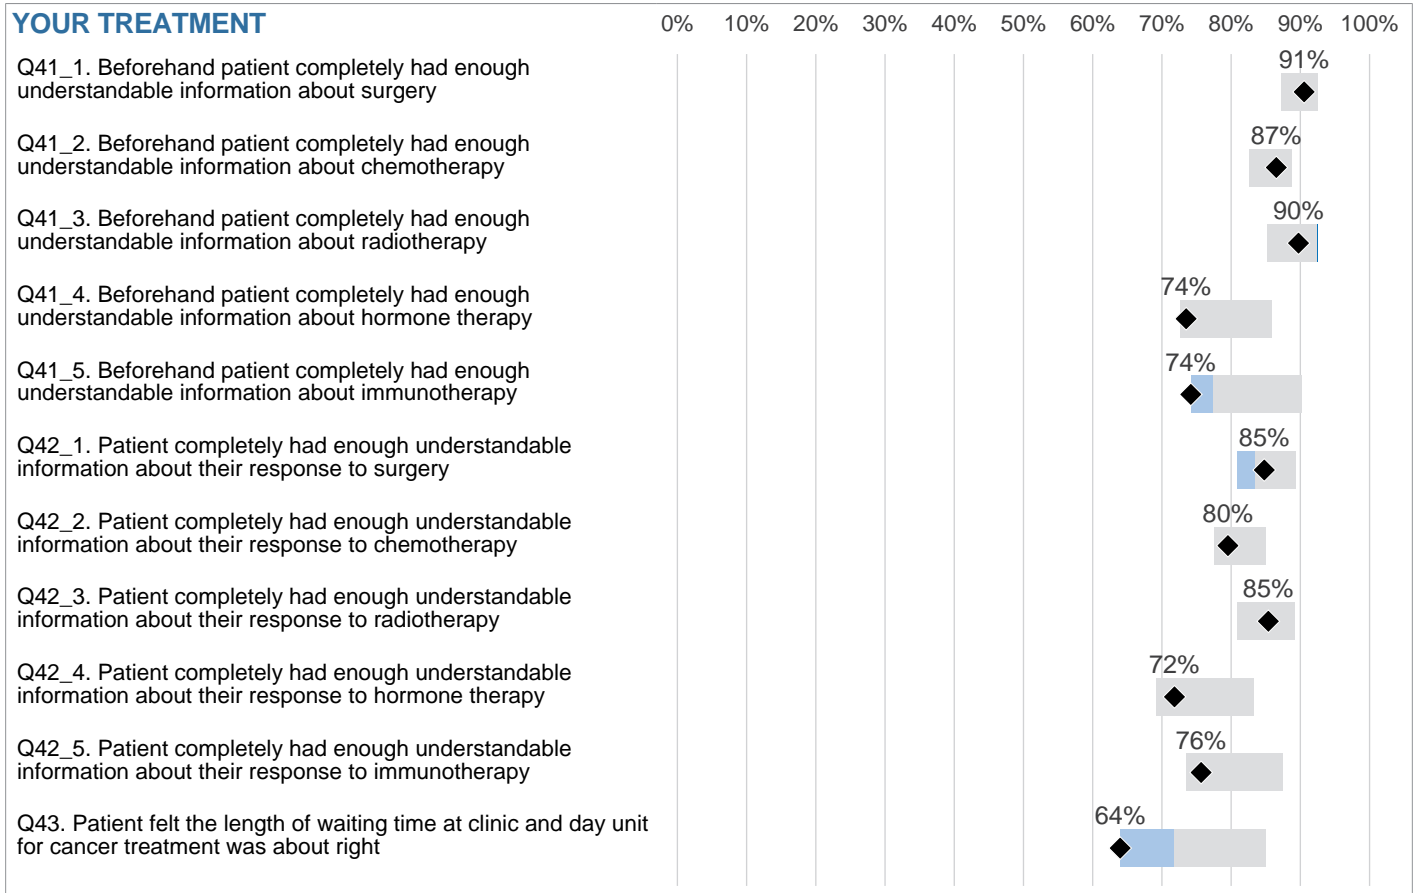 YOUR TREATMENT 0% 10% 20% 30% 40% 50% 60% 70% 80% 90% 100%
91%
Q41_1. Beforehand patient completely had enough
understandable information about surgery
87%
Q41_2. Beforehand patient completely had enough
understandable information about chemotherapy
90%
Q41_3. Beforehand patient completely had enough
understandable information about radiotherapy
74%
Q41_4. Beforehand patient completely had enough
understandable information about hormone therapy
74%
Q41_5. Beforehand patient completely had enough
understandable information about immunotherapy
85%
Q42_1. Patient completely had enough understandable
information about their response to surgery
80%
Q42_2. Patient completely had enough understandable
information about their response to chemotherapy
85%
Q42_3. Patient completely had enough understandable
information about their response to radiotherapy
72%
Q42_4. Patient completely had enough understandable
information about their response to hormone therapy
76%
Q42_5. Patient completely had enough understandable
information about their response to immunotherapy
64%
Q43. Patient felt the length of waiting time at clinic and day unit
for cancer treatment was about right